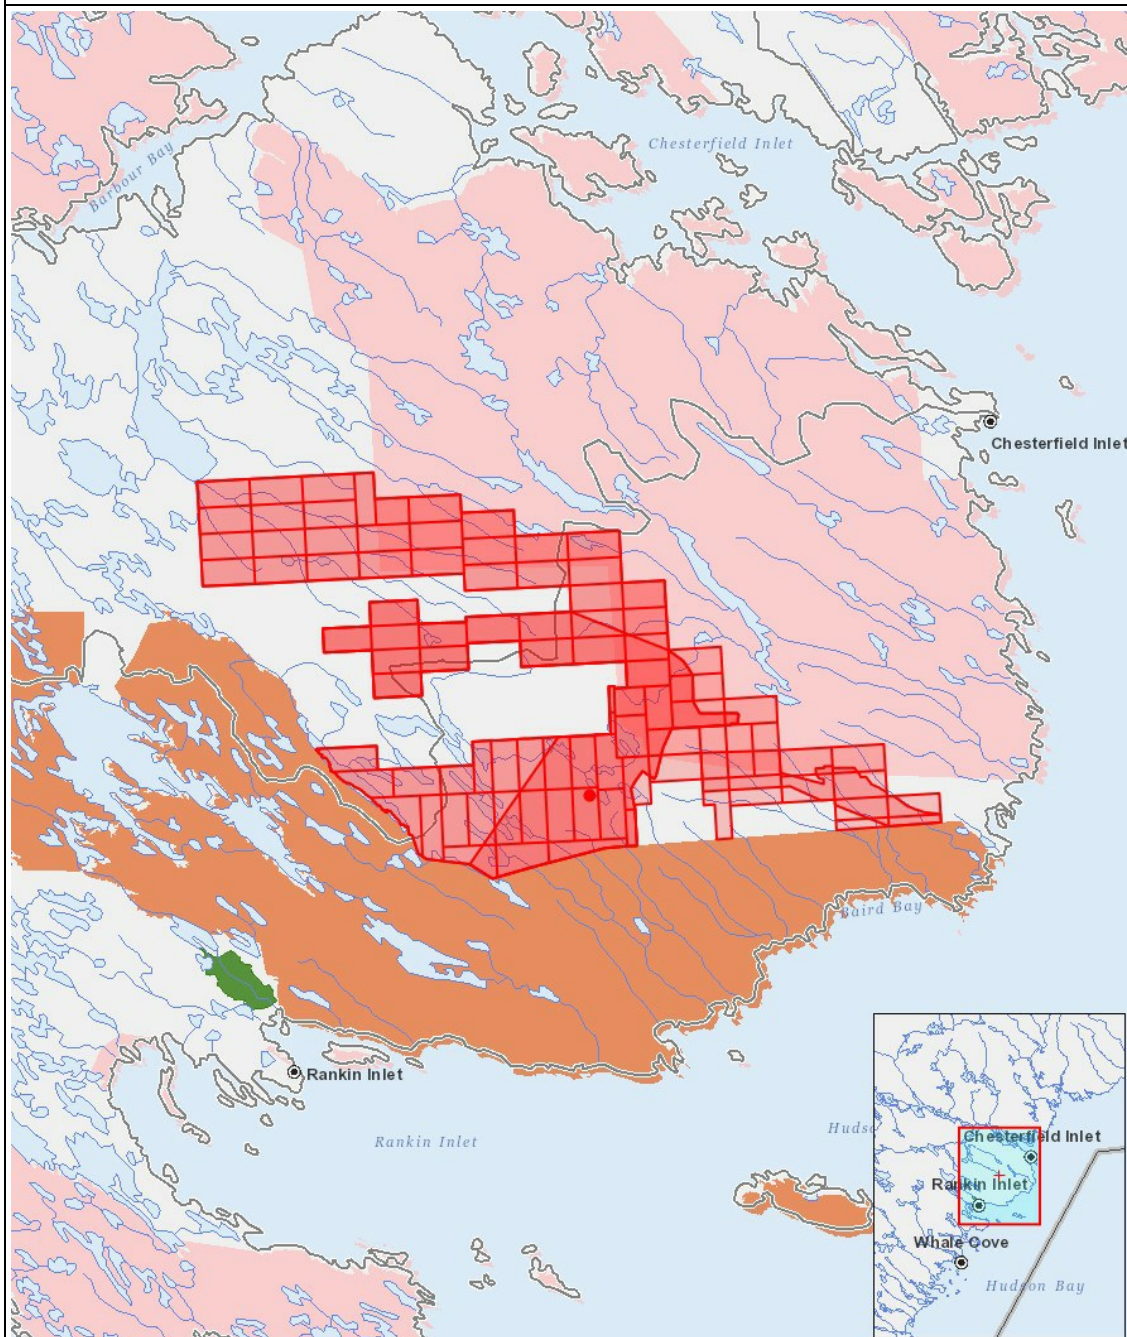 Chesterfield Inlet
Barbour Bay
Chesterfield Inlet
Baird Bay
Rankin Inlet
Rankin Inlet
Hudso
Chesterfield Inlet
Rankin Inlet
Whale Cove
Hudson Bay